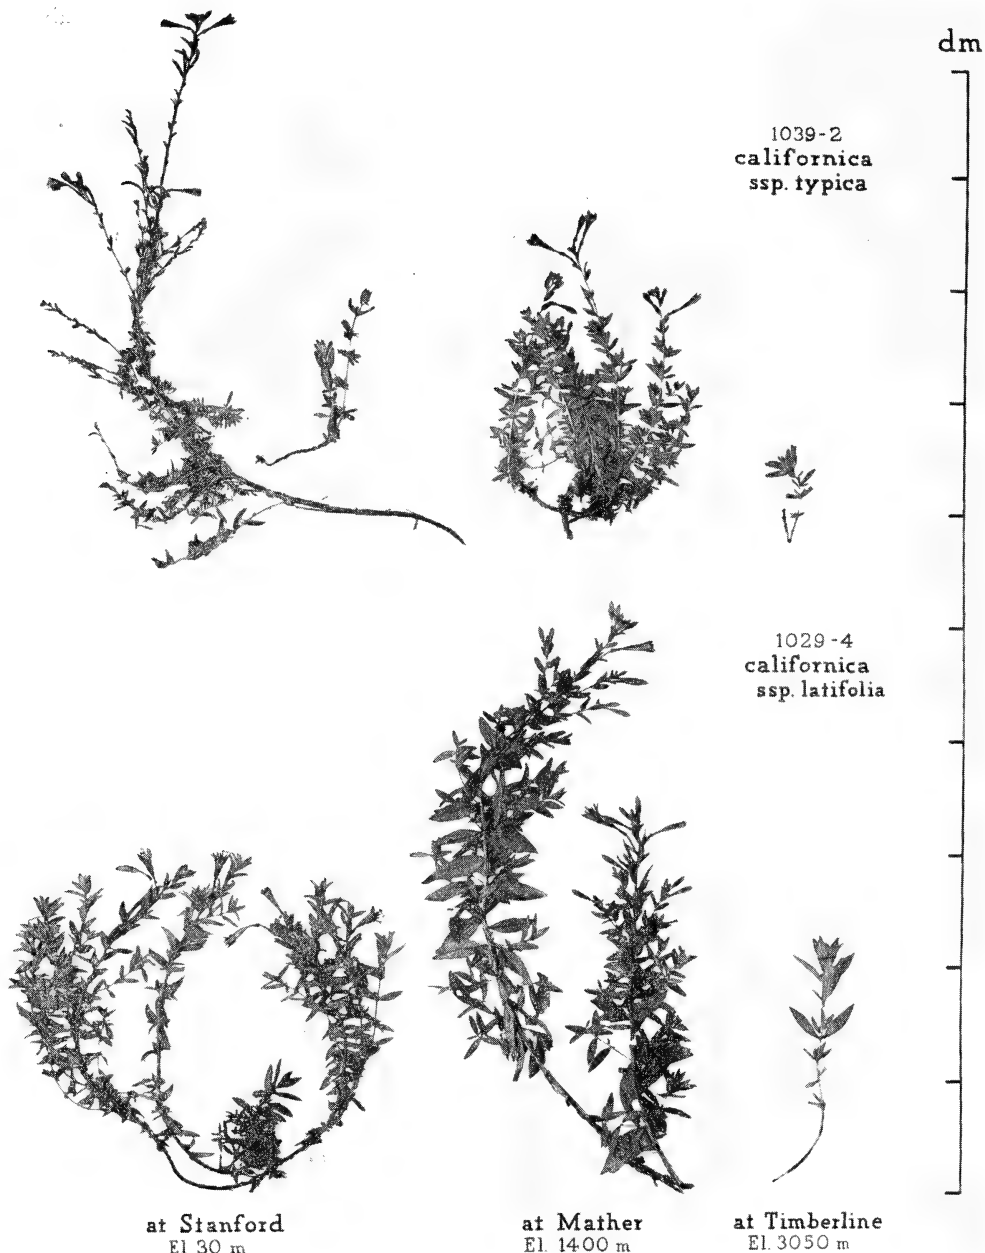 dm
1039-2
californica
ssp. typica
1029-4
californica
ssp. latifolia
at Stanford
El 30 m
at Mather
El. 1400 m
at Timberline
El. 3050 m